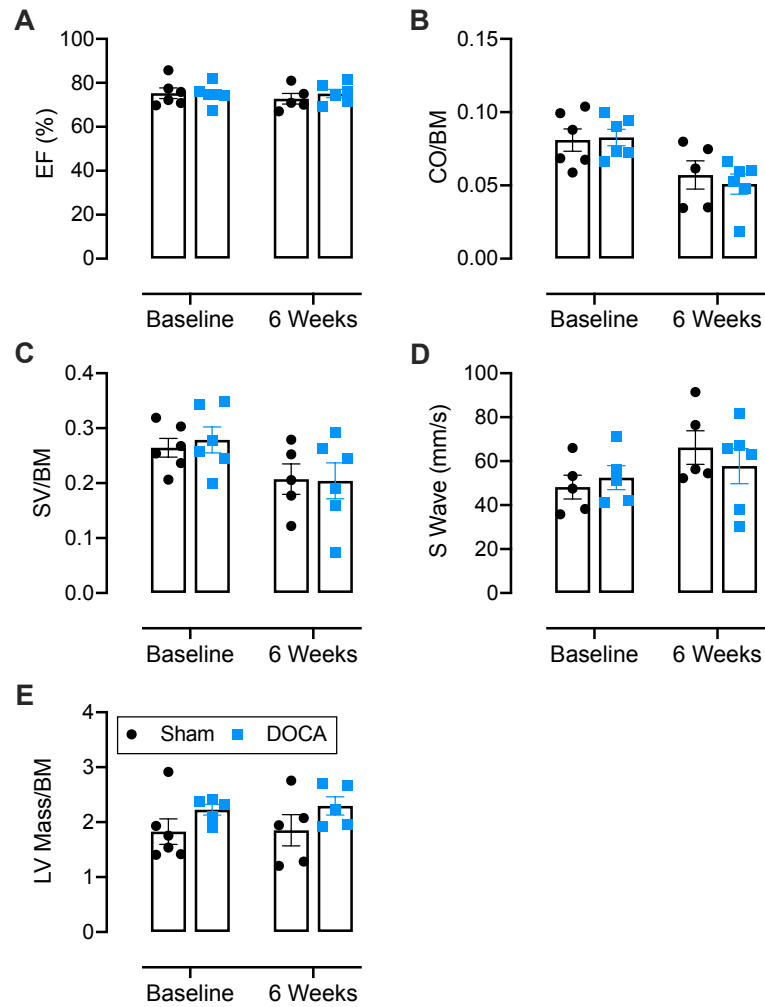 A
EF (%)
100
80
60
40
20
0
Baseline
6 Weeks
B
CO/BM
0.15
0.10
0.05
0.00
Baseline
6 Weeks
C
SV/BM
0.4
0.3
0.2
0.1
0.0
Baseline
6 Weeks
D
S Wave (mm/s)
100
80
60
40
20
0
Baseline
6 Weeks
E
LV Mass/BM
4
3
2
1
0
Sham DOCA
Baseline
6 Weeks